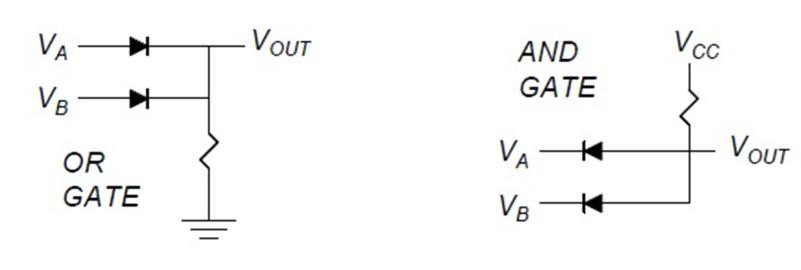 V_A
V_OUT
V_B
OR
GATE
AND
GATE
V_CC
V_A
V_OUT
V_B